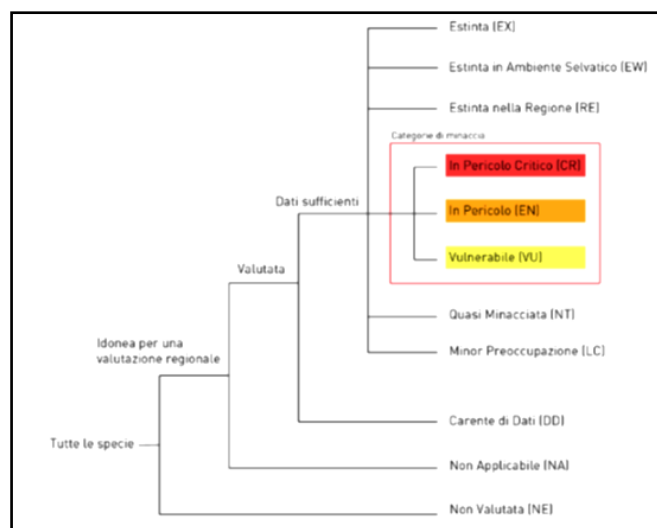 Estinta (EX)
Estinta in Ambiente Selvatico (EW)
Estinta nella Regione (RE)
Categorie di minaccia
In Pericolo Critico (CR)
In Pericolo (EN)
Vulnerabile (VU)
Dati sufficienti
Valutata
Quasi Minacciata (NT)
Idonea per una
valutazione regionale
Minor Preoccupazione (LC)
Carente di Dati (DD)
Tutte le specie
Non Applicabile (NA)
Non Valutata (NE)